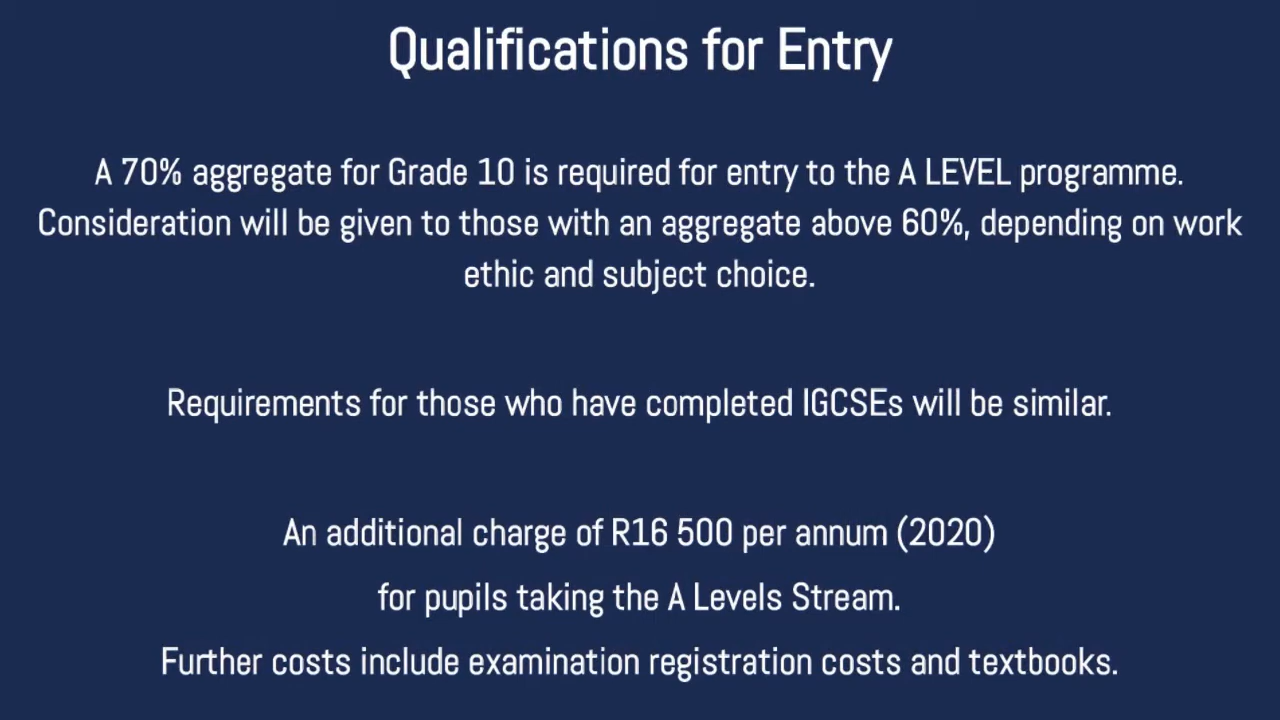 Qualifications for Entry
A 70% aggregate for Grade 10 is required for entry to the A LEVEL programme.
Consideration will be given to those with an aggregate above 60%, depending on work
ethic and subject choice.
Requirements for those who have completed IGCSEs will be similar.
An additional charge of R16 500 per annum (2020)
for pupils taking the A Levels Stream.
Further costs include examination registration costs and textbooks.